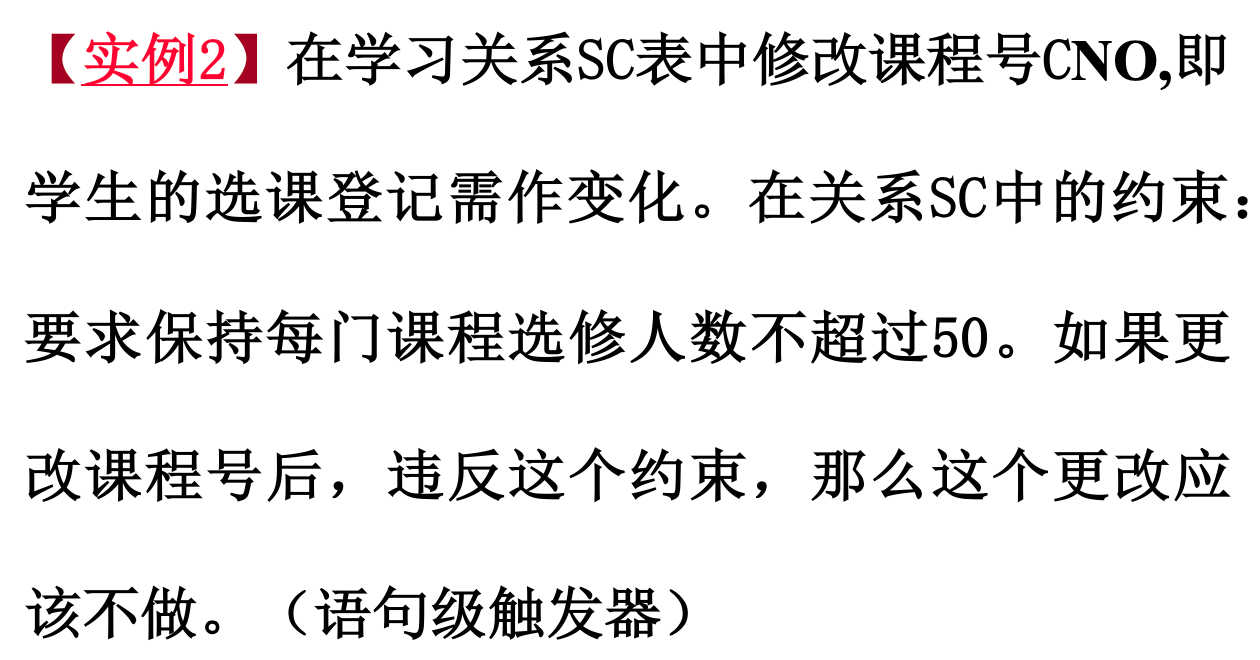 【实例2】在学习关系SC表中修改课程号CNO,即
学生的选课登记需作变化。在关系SC中的约束：
要求保持每门课程选修人数不超过50。如果更
改课程号后，违反这个约束，那么这个更改应
该不做。（语句级触发器）